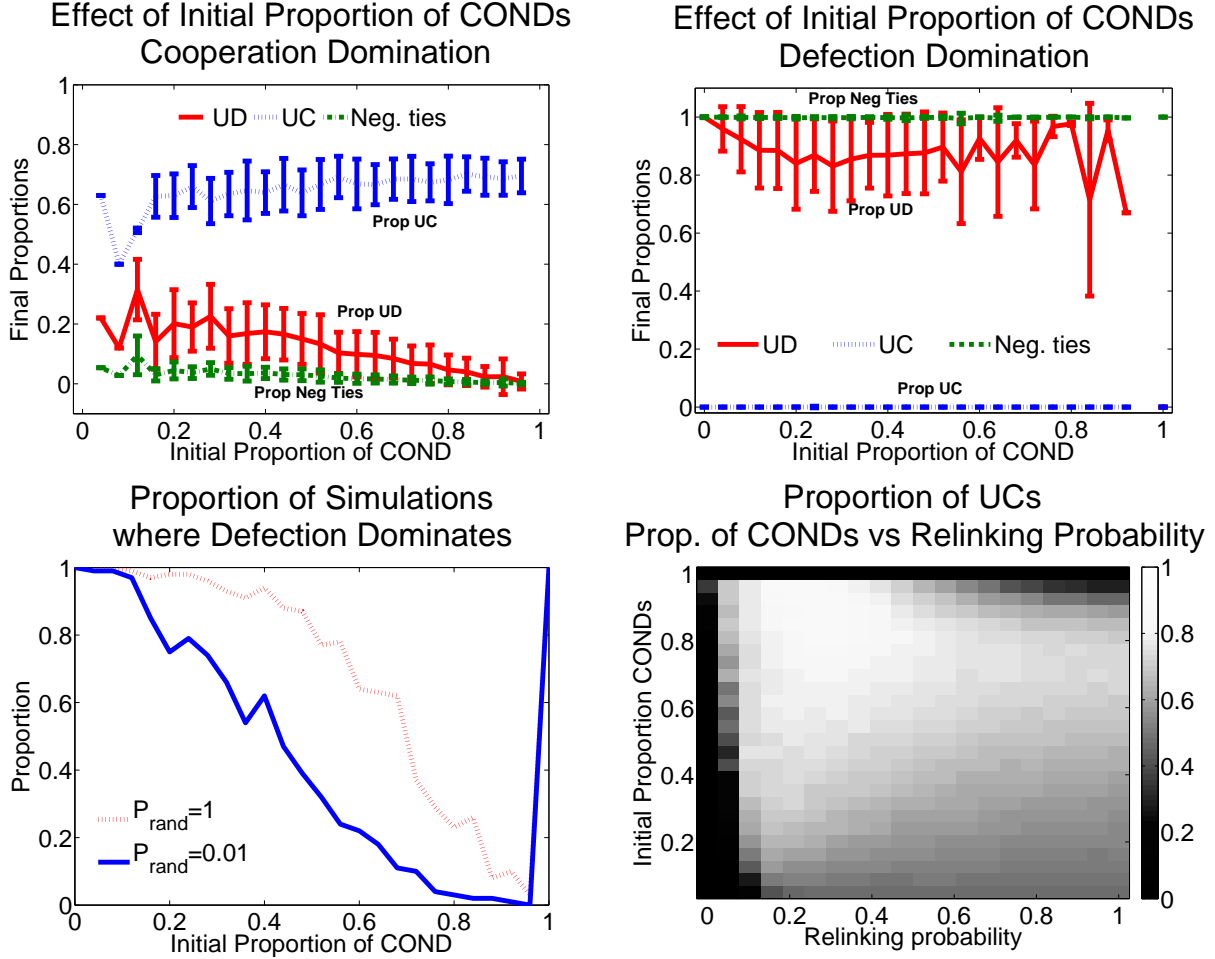 Effect of Initial Proportion of CONDs
Cooperation Domination
1
0.8
0.6
0.4
0.2
0
Final Proportions
UD
UC
Neg. ties
Prop UC
Prop UD
Prop Neg Ties
0
0.2
0.4
0.6
0.8
1
Initial Proportion of COND
Effect of Initial Proportion of CONDs
Defection Domination
1
0.8
0.6
0.4
0.2
0
Final Proportions
Prop Neg Ties
Prop UD
UD
UC
Neg. ties
Prop UC
0
0.2
0.4
0.6
0.8
1
Initial Proportion of COND
Proportion of Simulations
where Defection Dominates
1
0.8
0.6
0.4
0.2
0
Proportion
P_rand=1
P_rand=0.01
0
0.2
0.4
0.6
0.8
1
Initial Proportion of COND
Proportion of UCs
Prop. of CONDs vs Relinking Probability
1
0.8
0.6
0.4
0.2
Initial Proportion CONDs
0
0.2
0.4
0.6
0.8
1
Relinking probability
1
0.8
0.6
0.4
0.2
0